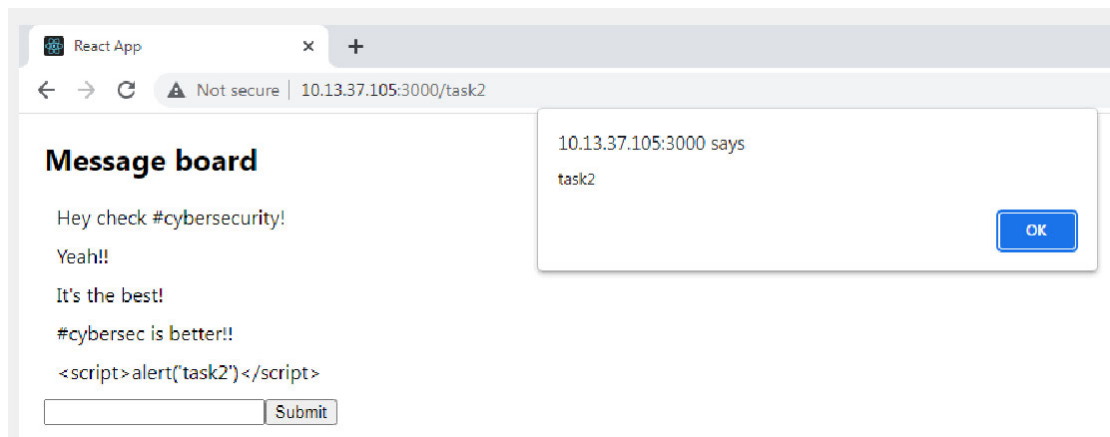 React App
Not secure | 10.13.37.105:3000/task2
10.13.37.105:3000 says
task2
OK
Message board
Hey check #cybersecurity!
Yeah!!
It's the best!
#cybersec is better!!
<script>alert('task2')</script>
Submit